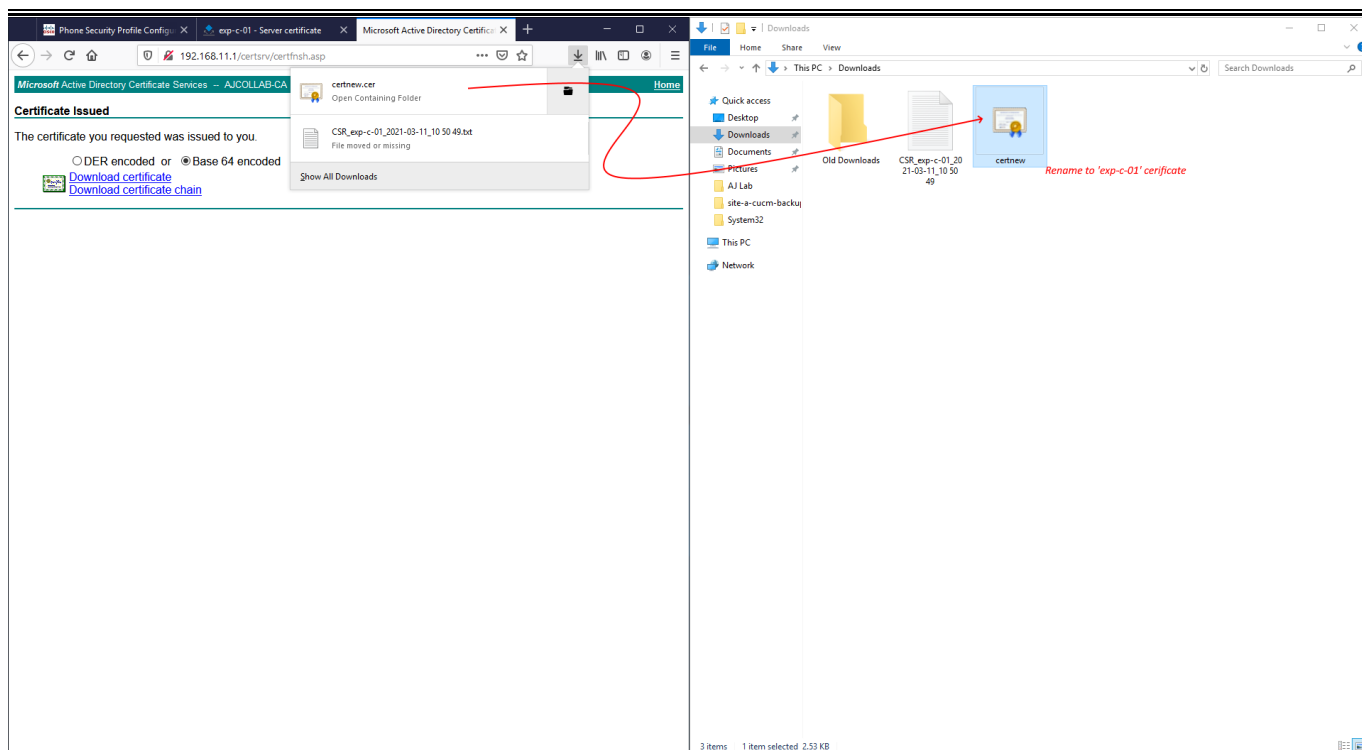 Phone Security Profile Configu
exp-c-01 - Server certificate
Microsoft Active Directory Certifica
192.168.11.1/certsrv/certfnsh.asp
Microsoft Active Directory Certificate Services -- AJCOLLAB-CA
Home
Certificate Issued
The certificate you requested was issued to you.
DER encoded or Base 64 encoded
Download certificate
Download certificate chain
certnew.cer
Open Containing Folder
CSR_exp-c-01_2021-03-11_10 50 49.txt
File moved or missing
Show All Downloads
Downloads
File Home Share View
This PC > Downloads
Search Downloads
Quick access
Desktop
Downloads
Documents
Pictures
AJ Lab
site-a-cucm-backup
System32
This PC
Network
Old Downloads
CSR_exp-c-01_20
21-03-11_10 50
49
certnew
Rename to 'exp-c-01' cerificate
3 items 1 item selected 2.53 KB